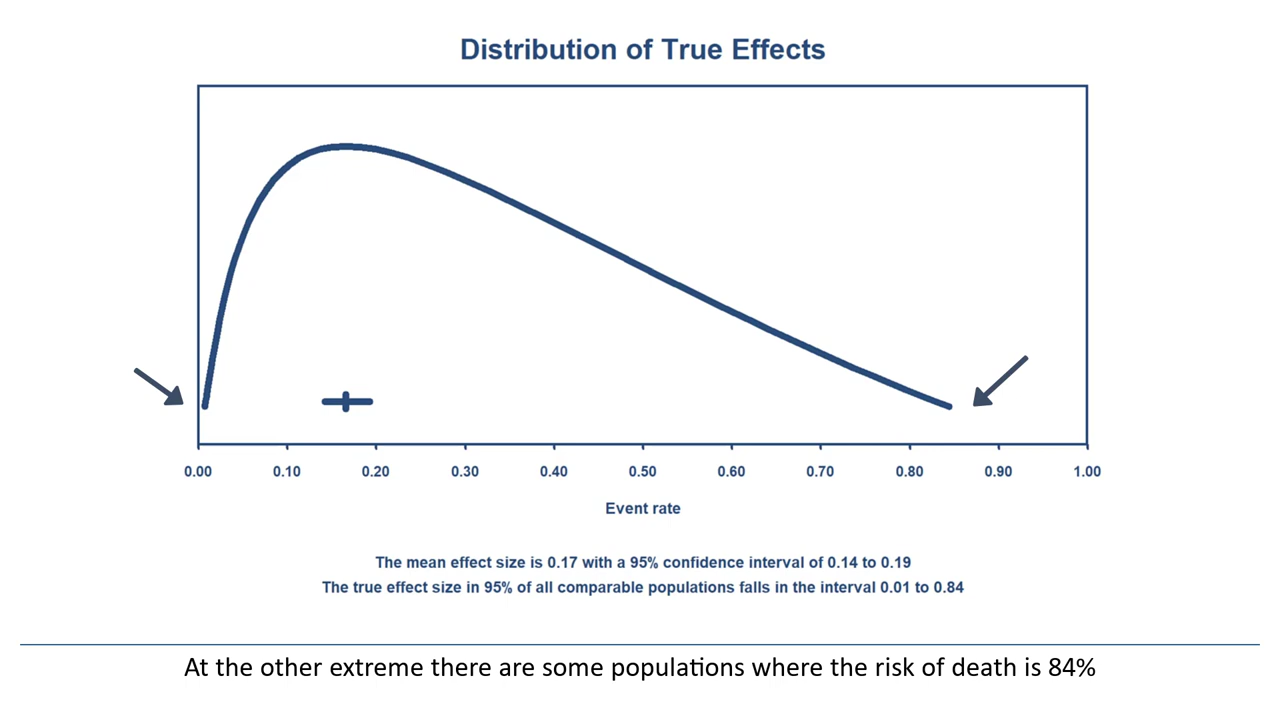 Distribution of True Effects
0.00 0.10 0.20 0.30 0.40 0.50 0.60 0.70 0.80 0.90 1.00
Event rate
The mean effect size is 0.17 with a 95% confidence interval of 0.14 to 0.19
The true effect size in 95% of all comparable populations falls in the interval 0.01 to 0.84
At the other extreme there are some populations where the risk of death is 84%